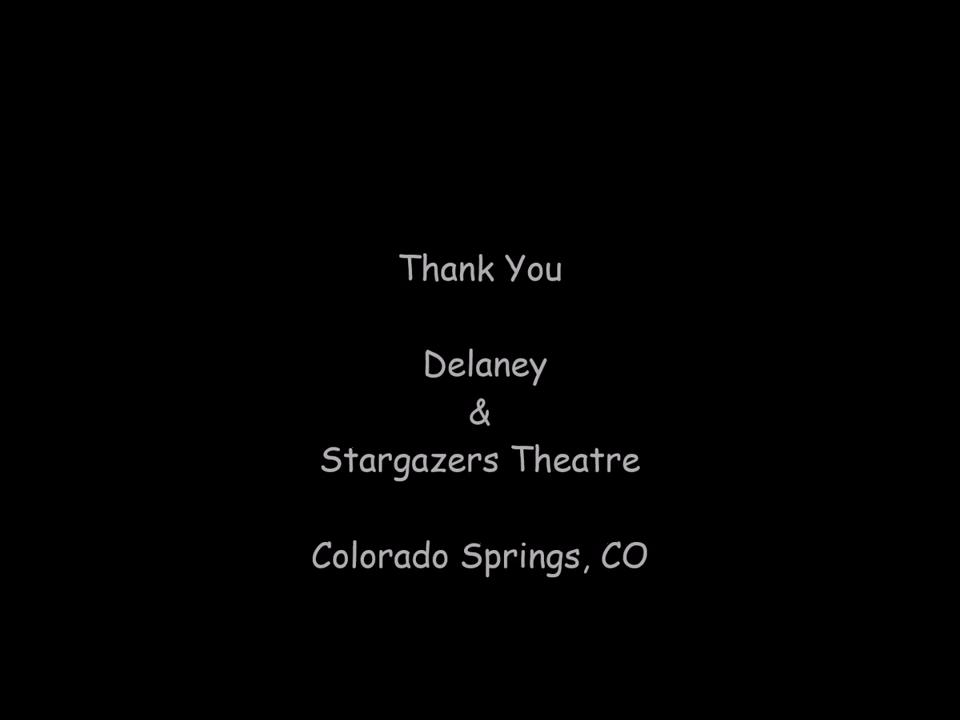 Thank You
Delaney
&
Stargazers Theatre
Colorado Springs, CO